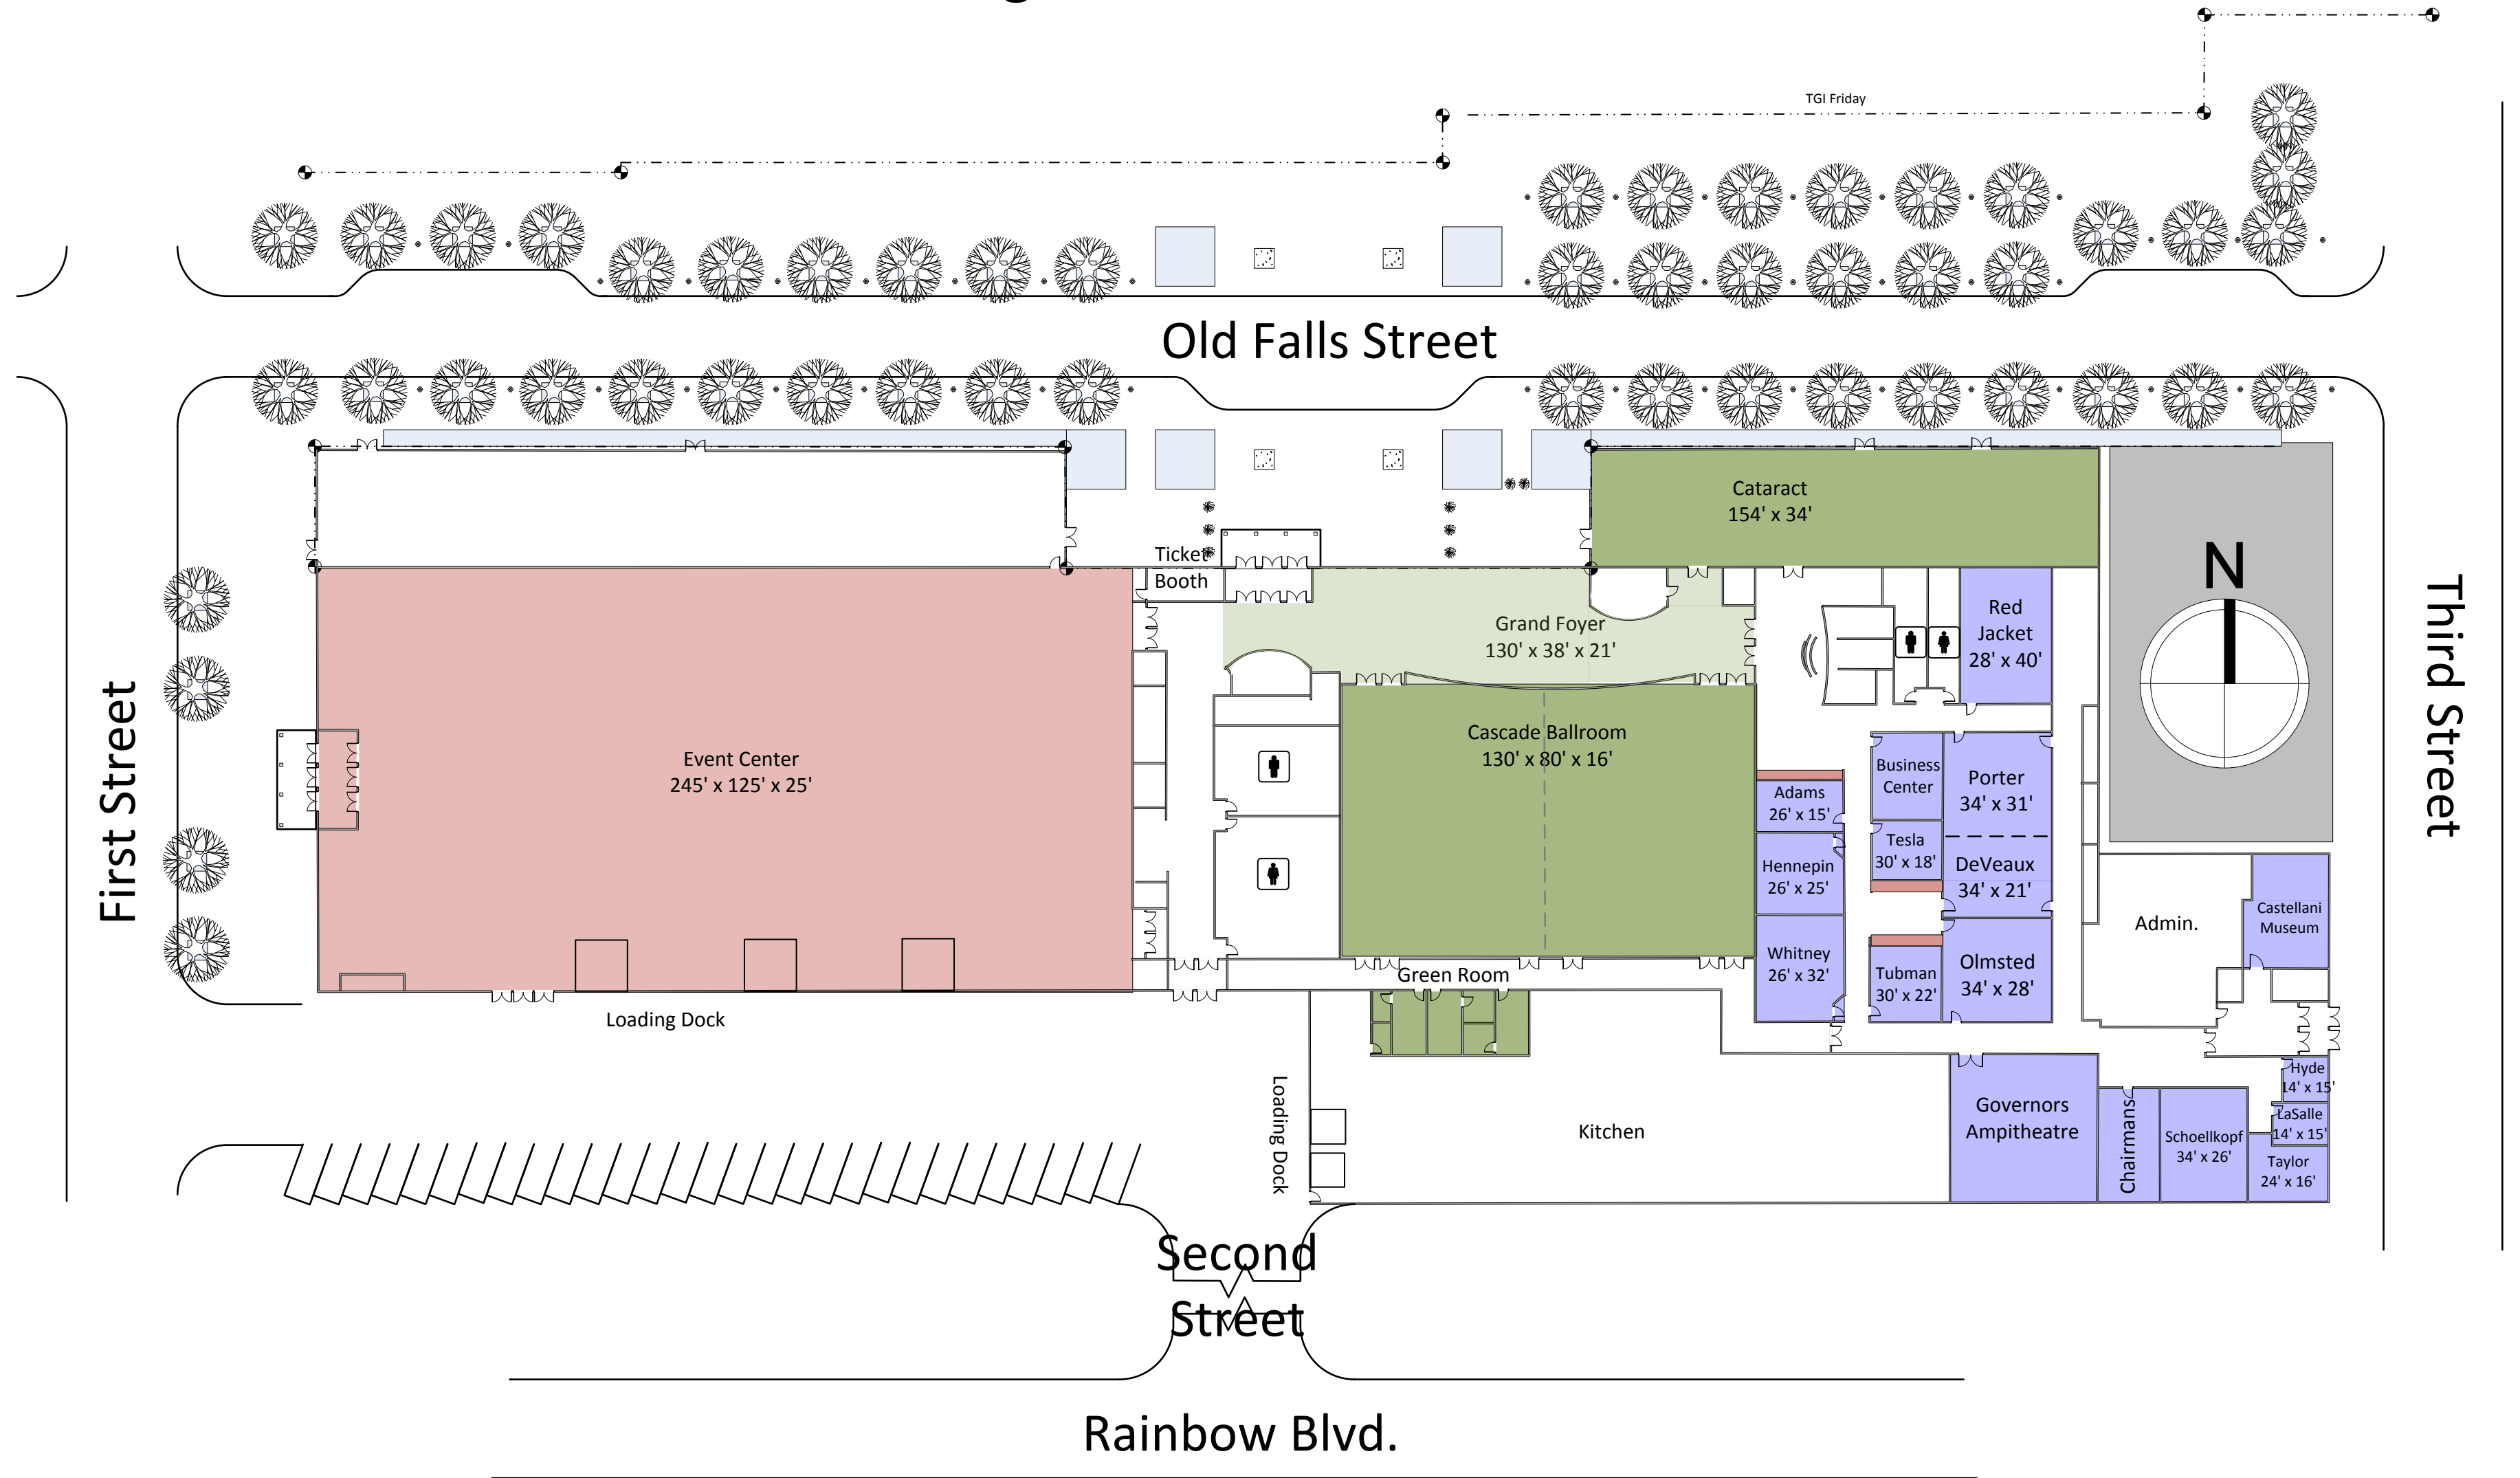 TGI Friday
Old Falls Street
Cataract
154' x 34'
Ticket
Booth
N
Grand Foyer
130' x 38' x 21'
Red
Jacket
28' x 40'
First Street
Third Street
Event Center
245' x 125' x 25'
Cascade Ballroom
130' x 80' x 16'
Adams
26' x 15'
Hennepin
26' x 25'
Whitney
26' x 32'
Business
Center
Tesla
30' x 18'
Tubman
30' x 22'
Porter
34' x 31'
DeVeaux
34' x 21'
Olmsted
34' x 28'
Admin.
Castellani
Museum
Green Room
Loading Dock
Loading Dock
Kitchen
Governors
Ampitheatre
Chairmans
Schoellkopf
34' x 26'
Hyde
14' x 15'
LaSalle
14' x 15'
Taylor
24' x 16'
Second
Street
Rainbow Blvd.